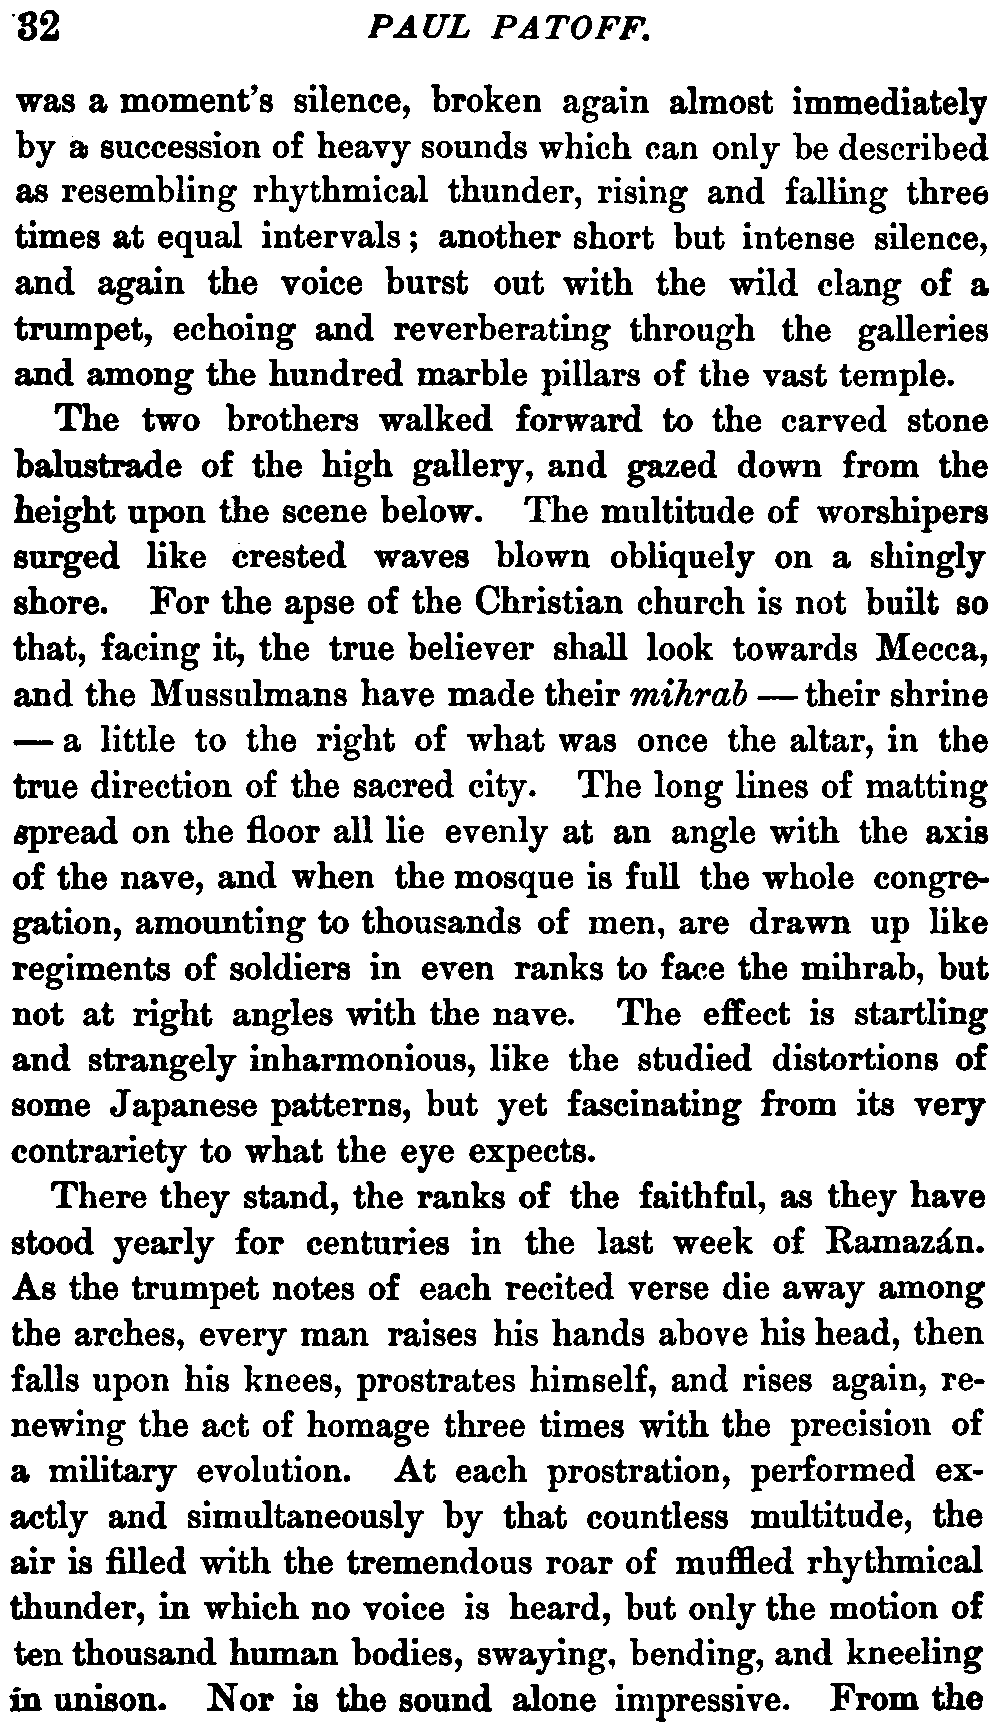 32 PAUL PATOFF.
was a moment's silence, broken again almost immediately
by a succession of heavy sounds which can only be described
as resembling rhythmical thunder, rising and falling three
times at equal intervals; another short but intense silence,
and again the voice burst out with the wild clang of a
trumpet, echoing and reverberating through the galleries
and among the hundred marble pillars of the vast temple.
The two brothers walked forward to the carved stone
balustrade of the high gallery, and gazed down from the
height upon the scene below. The multitude of worshipers
surged like crested waves blown obliquely on a shingly
shore. For the apse of the Christian church is not built so
that, facing it, the true believer shall look towards Mecca,
and the Mussulmans have made their mihrab — their shrine
— a little to the right of what was once the altar, in the
true direction of the sacred city. The long lines of matting
spread on the floor all lie evenly at an angle with the axis
of the nave, and when the mosque is full the whole congre-
gation, amounting to thousands of men, are drawn up like
regiments of soldiers in even ranks to face the mihrab, but
not at right angles with the nave. The effect is startling
and strangely inharmonious, like the studied distortions of
some Japanese patterns, but yet fascinating from its very
contrariety to what the eye expects.
There they stand, the ranks of the faithful, as they have
stood yearly for centuries in the last week of Ramazán.
As the trumpet notes of each recited verse die away among
the arches, every man raises his hands above his head, then
falls upon his knees, prostrates himself, and rises again, re-
newing the act of homage three times with the precision of
a military evolution. At each prostration, performed ex-
actly and simultaneously by that countless multitude, the
air is filled with the tremendous roar of muffled rhythmical
thunder, in which no voice is heard, but only the motion of
ten thousand human bodies, swaying, bending, and kneeling
in unison. Nor is the sound alone impressive. From the